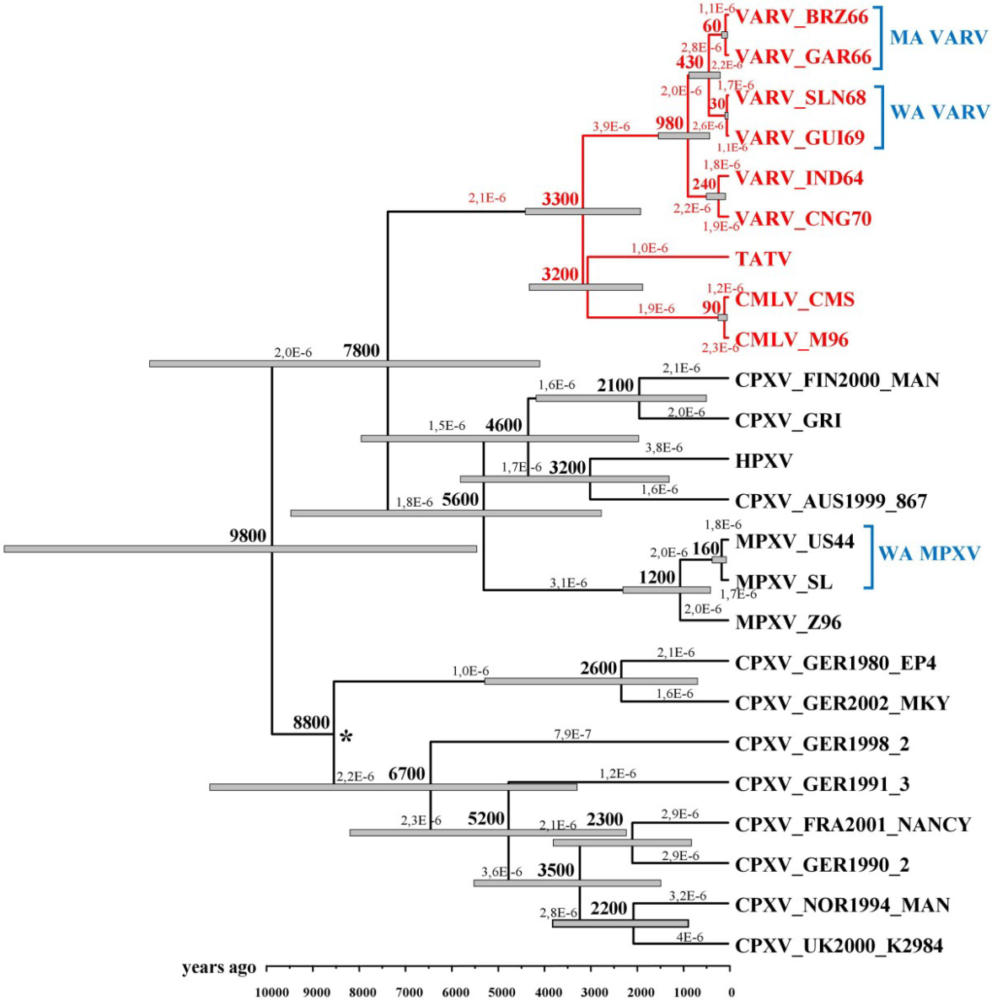 1,1E-6
VARV_BRZ66
60
MA VARV
2,8E-6
VARV_GAR66
430
2,2E-6
1,7E-6
2,0E-6
VARV_SLN68
30
WA VARV
980
2,6E-6
3,9E-6
VARV_GUI69
1,1E-6
1,8E-6
VARV_IND64
240
3300
2,1E-6
2,2E-6
VARV_CNG70
1,9E-6
1,0E-6
TATV
3200
1,2E-6
CMLV_CMS
90
1,9E-6
CMLV_M96
2,3E-6
7800
2,0E-6
2,1E-6
CPXV_FIN2000_MAN
1,6E-6
2100
2,0E-6
CPXV_GRI
1,5E-6
4600
3,8E-6
HPXV
1,7E-6
3200
1,6E-6
CPXV_AUS1999_867
1,8E-6
5600
1,8E-6
MPXV_US44
9800
2,0E-6
160
WA MPXV
1200
3,1E-6
MPXV_SL
1,7E-6
2,0E-6
MPXV_Z96
2,1E-6
CPXV_GER1980_EP4
1,0E-6
2600
1,6E-6
CPXV_GER2002_MKY
8800
*
7,9E-7
CPXV_GER1998_2
2,2E-6
6700
1,2E-6
CPXV_GER1991_3
2,3E-6
5200
2,1E-6
2300
2,9E-6
CPXV_FRA2001_NANCY
2,9E-6
CPXV_GER1990_2
3,6E-6
3500
3,2E-6
CPXV_NOR1994_MAN
2,8E-6
2200
4E-6
CPXV_UK2000_K2984
years ago
10000 9000 8000 7000 6000 5000 4000 3000 2000 1000 0